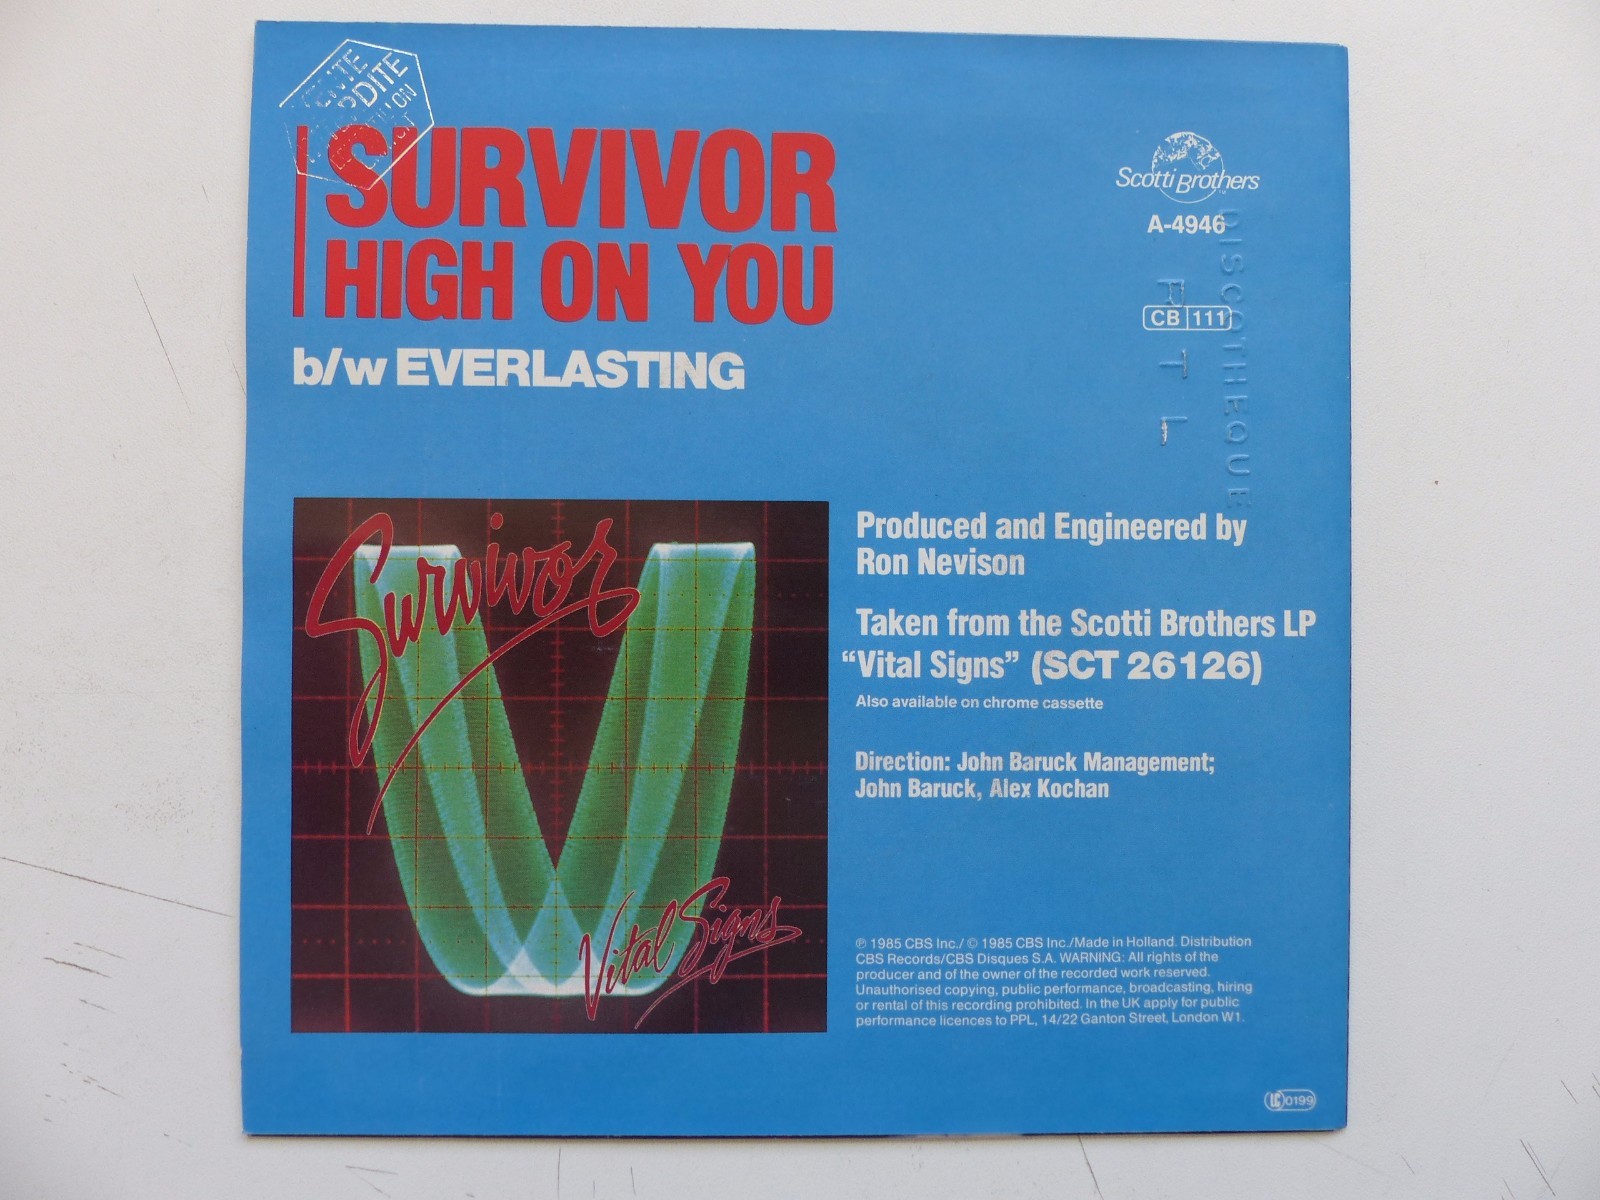 SURVIVOR
HIGH ON YOU
b/w EVERLASTING
Scotti Brothers
A-4946
CB 111
DISCOTHEQUE
RTL
Survivor
Vital Signs
Produced and Engineered by
Ron Nevison
Taken from the Scotti Brothers LP
“Vital Signs” (SCT 26126)
Also available on chrome cassette
Direction: John Baruck Management;
John Baruck, Alex Kochan
℗ 1985 CBS Inc./ © 1985 CBS Inc./Made in Holland. Distribution
CBS Records/CBS Disques S.A. WARNING: All rights of the
producer and of the owner of the recorded work reserved.
Unauthorised copying, public performance, broadcasting, hiring
or rental of this recording prohibited. In the UK apply for public
performance licences to PPL, 14/22 Ganton Street, London W1.
LC 0199